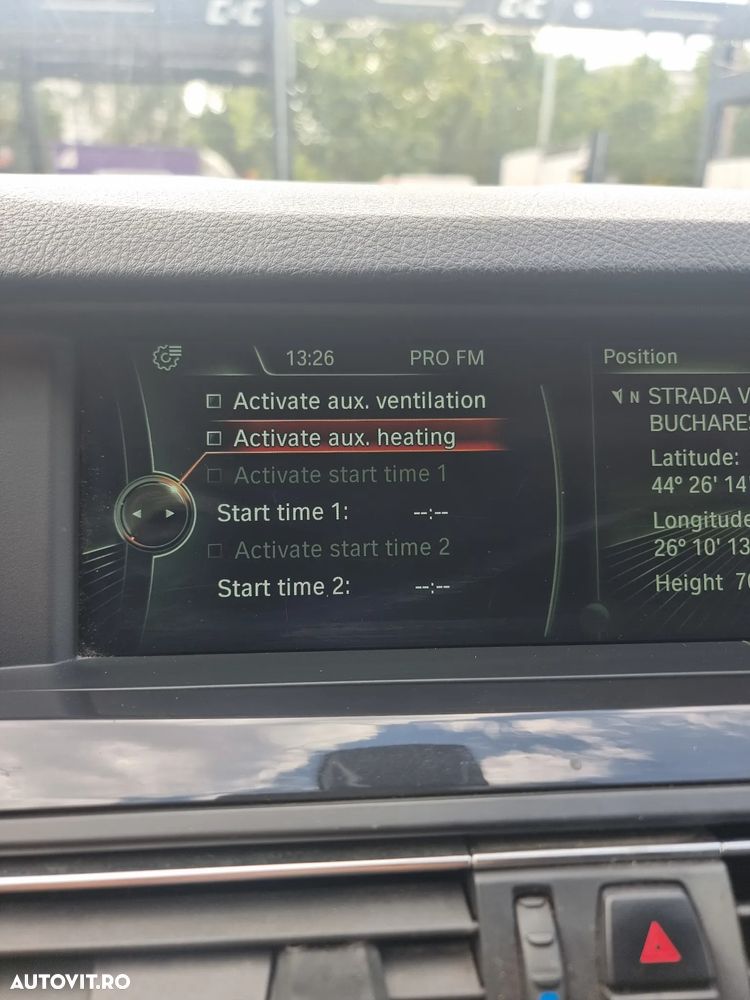 13:26 PRO FM Position
Activate aux. ventilation
Activate aux. heating
Activate start time 1
Start time 1: --:--
Activate start time 2
Start time 2: --:--
N STRADA V
BUCHARES
Latitude:
44° 26' 14'
Longitude
26° 10' 13
Height
AUTOVIT.RO